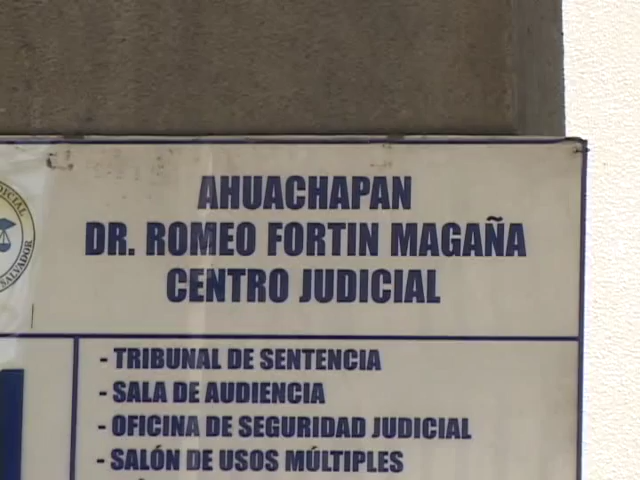 AHUACHAPAN
DR. ROMEO FORTIN MAGAÑA
CENTRO JUDICIAL
- TRIBUNAL DE SENTENCIA
- SALA DE AUDIENCIA
- OFICINA DE SEGURIDAD JUDICIAL
- SALÓN DE USOS MÚLTIPLES
SALVADOR